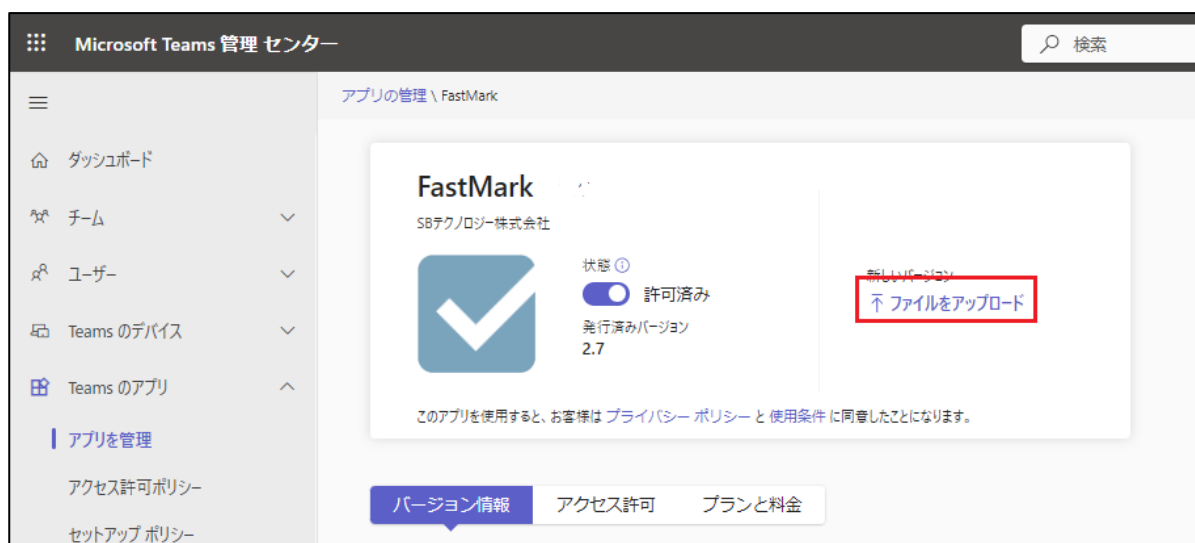 Microsoft Teams 管理 センター
検索
アプリの管理 \ FastMark
ダッシュボード
チーム
ユーザー
Teams のデバイス
Teams のアプリ
アプリを管理
アクセス許可ポリシー
セットアップ ポリシー
FastMark
SBテクノロジー株式会社
状態
許可済み
発行済みバージョン
2.7
新しいバージョン
ファイルをアップロード
このアプリを使用すると、お客様は プライバシー ポリシー と 使用条件 に同意したことになります。
バージョン情報
アクセス許可
プランと料金